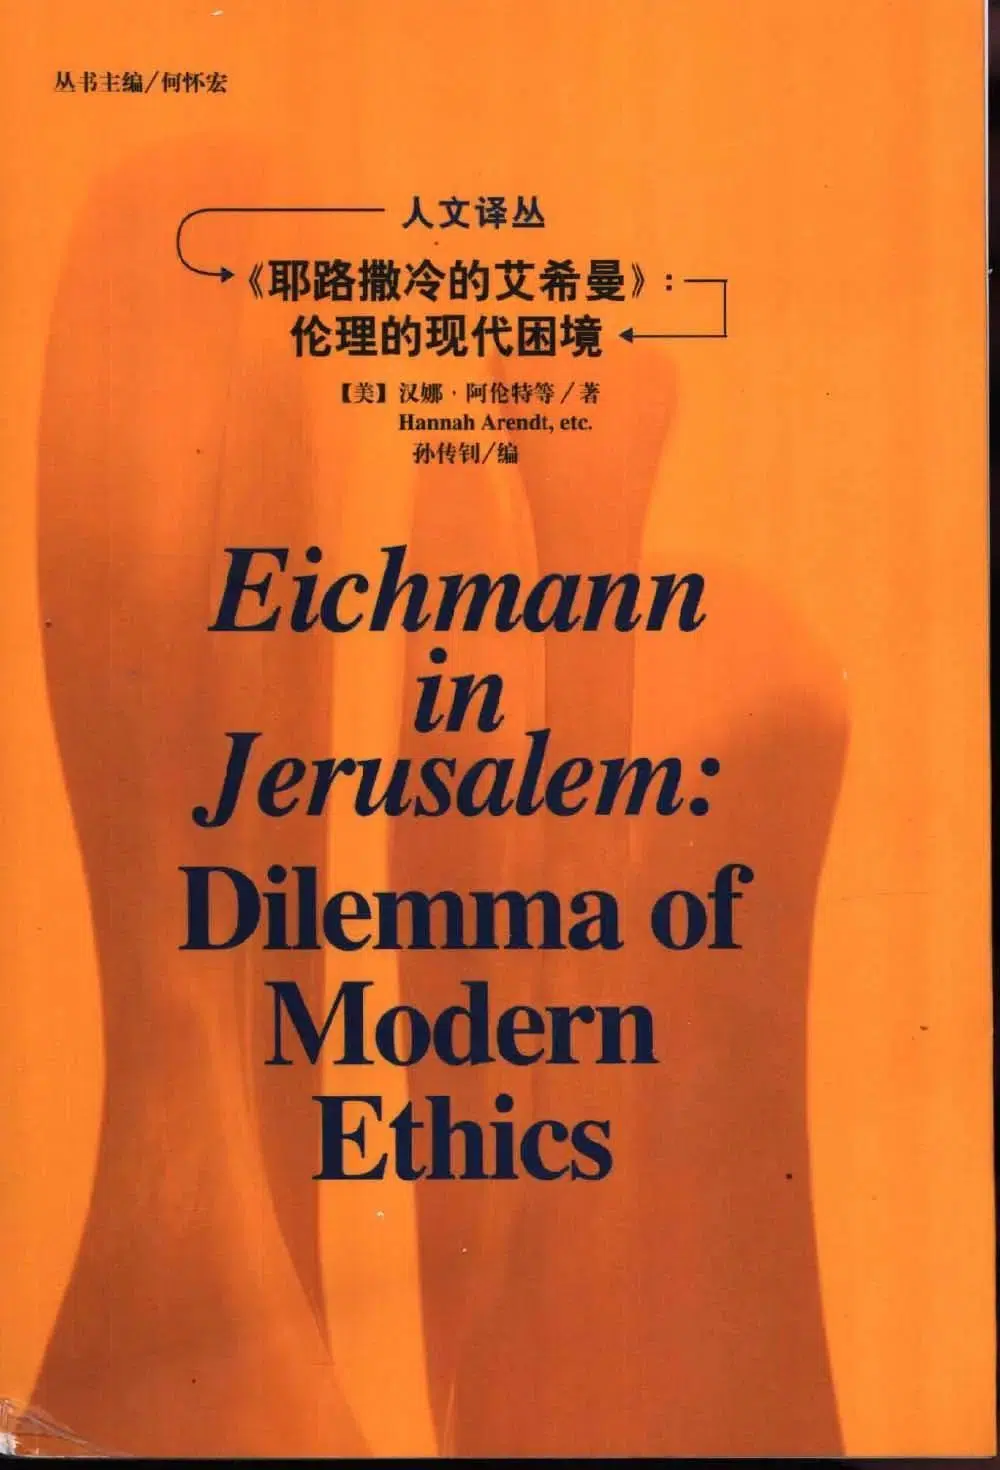 丛书主编/何怀宏
人文译丛
《耶路撒冷的艾希曼》:
伦理的现代困境
【美】汉娜·阿伦特等/著
Hannah Arendt, etc.
孙传钊/编
Eichmann
in
Jerusalem:
Dilemma of
Modern
Ethics